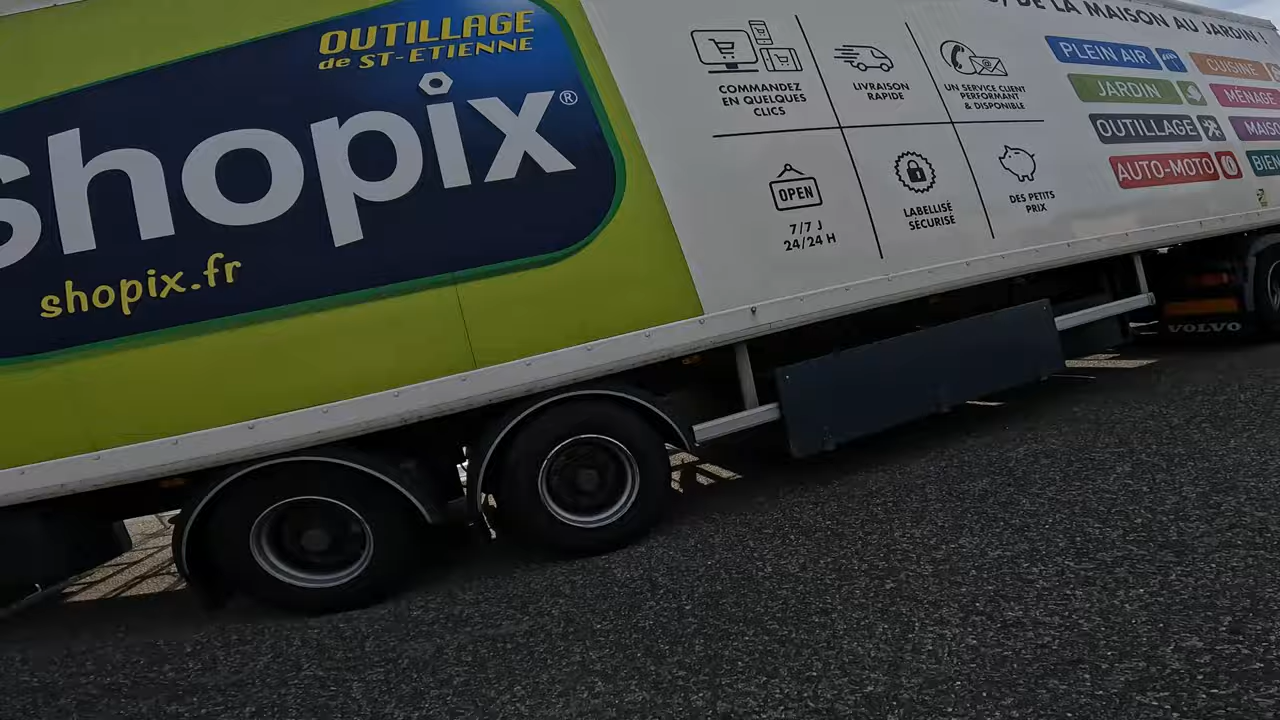 OUTILLAGE
de ST-ETIENNE
shopix®
shopix.fr
DE LA MAISON AU JARDIN !
COMMANDEZ
EN QUELQUES
CLICS
LIVRAISON
RAPIDE
UN SERVICE CLIENT
PERFORMANT
& DISPONIBLE
OPEN
7/7 J
24/24 H
LABELLISÉ
SÉCURISÉ
DES PETITS
PRIX
PLEIN AIR
CUISINE
JARDIN
MÉNAGE
OUTILLAGE
AUTO-MOTO
VOLVO